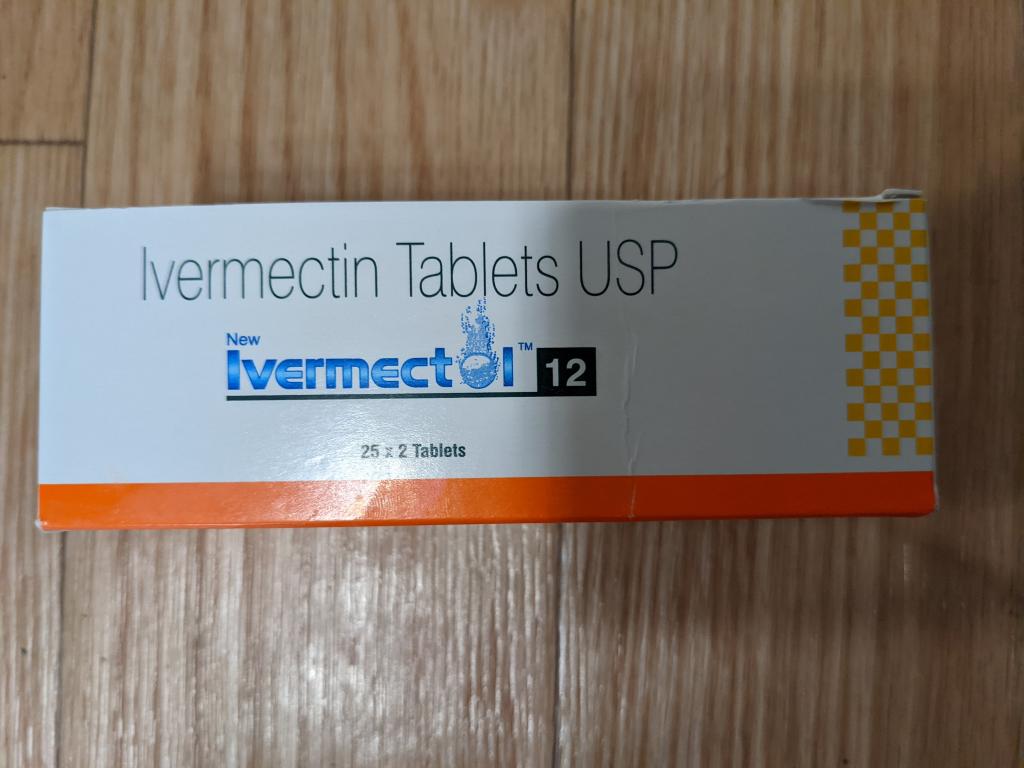 Ivermectin Tablets USP
New
Ivermectol™ 12
25 x 2 Tablets